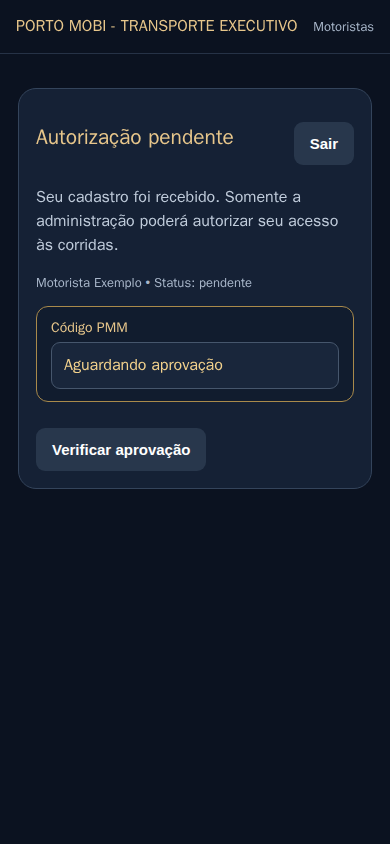 PORTO MOBI - TRANSPORTE EXECUTIVO Motoristas
Autorização pendente
Sair
Seu cadastro foi recebido. Somente a
administração poderá autorizar seu acesso
às corridas.
Motorista Exemplo • Status: pendente
Código PMM
Aguardando aprovação
Verificar aprovação